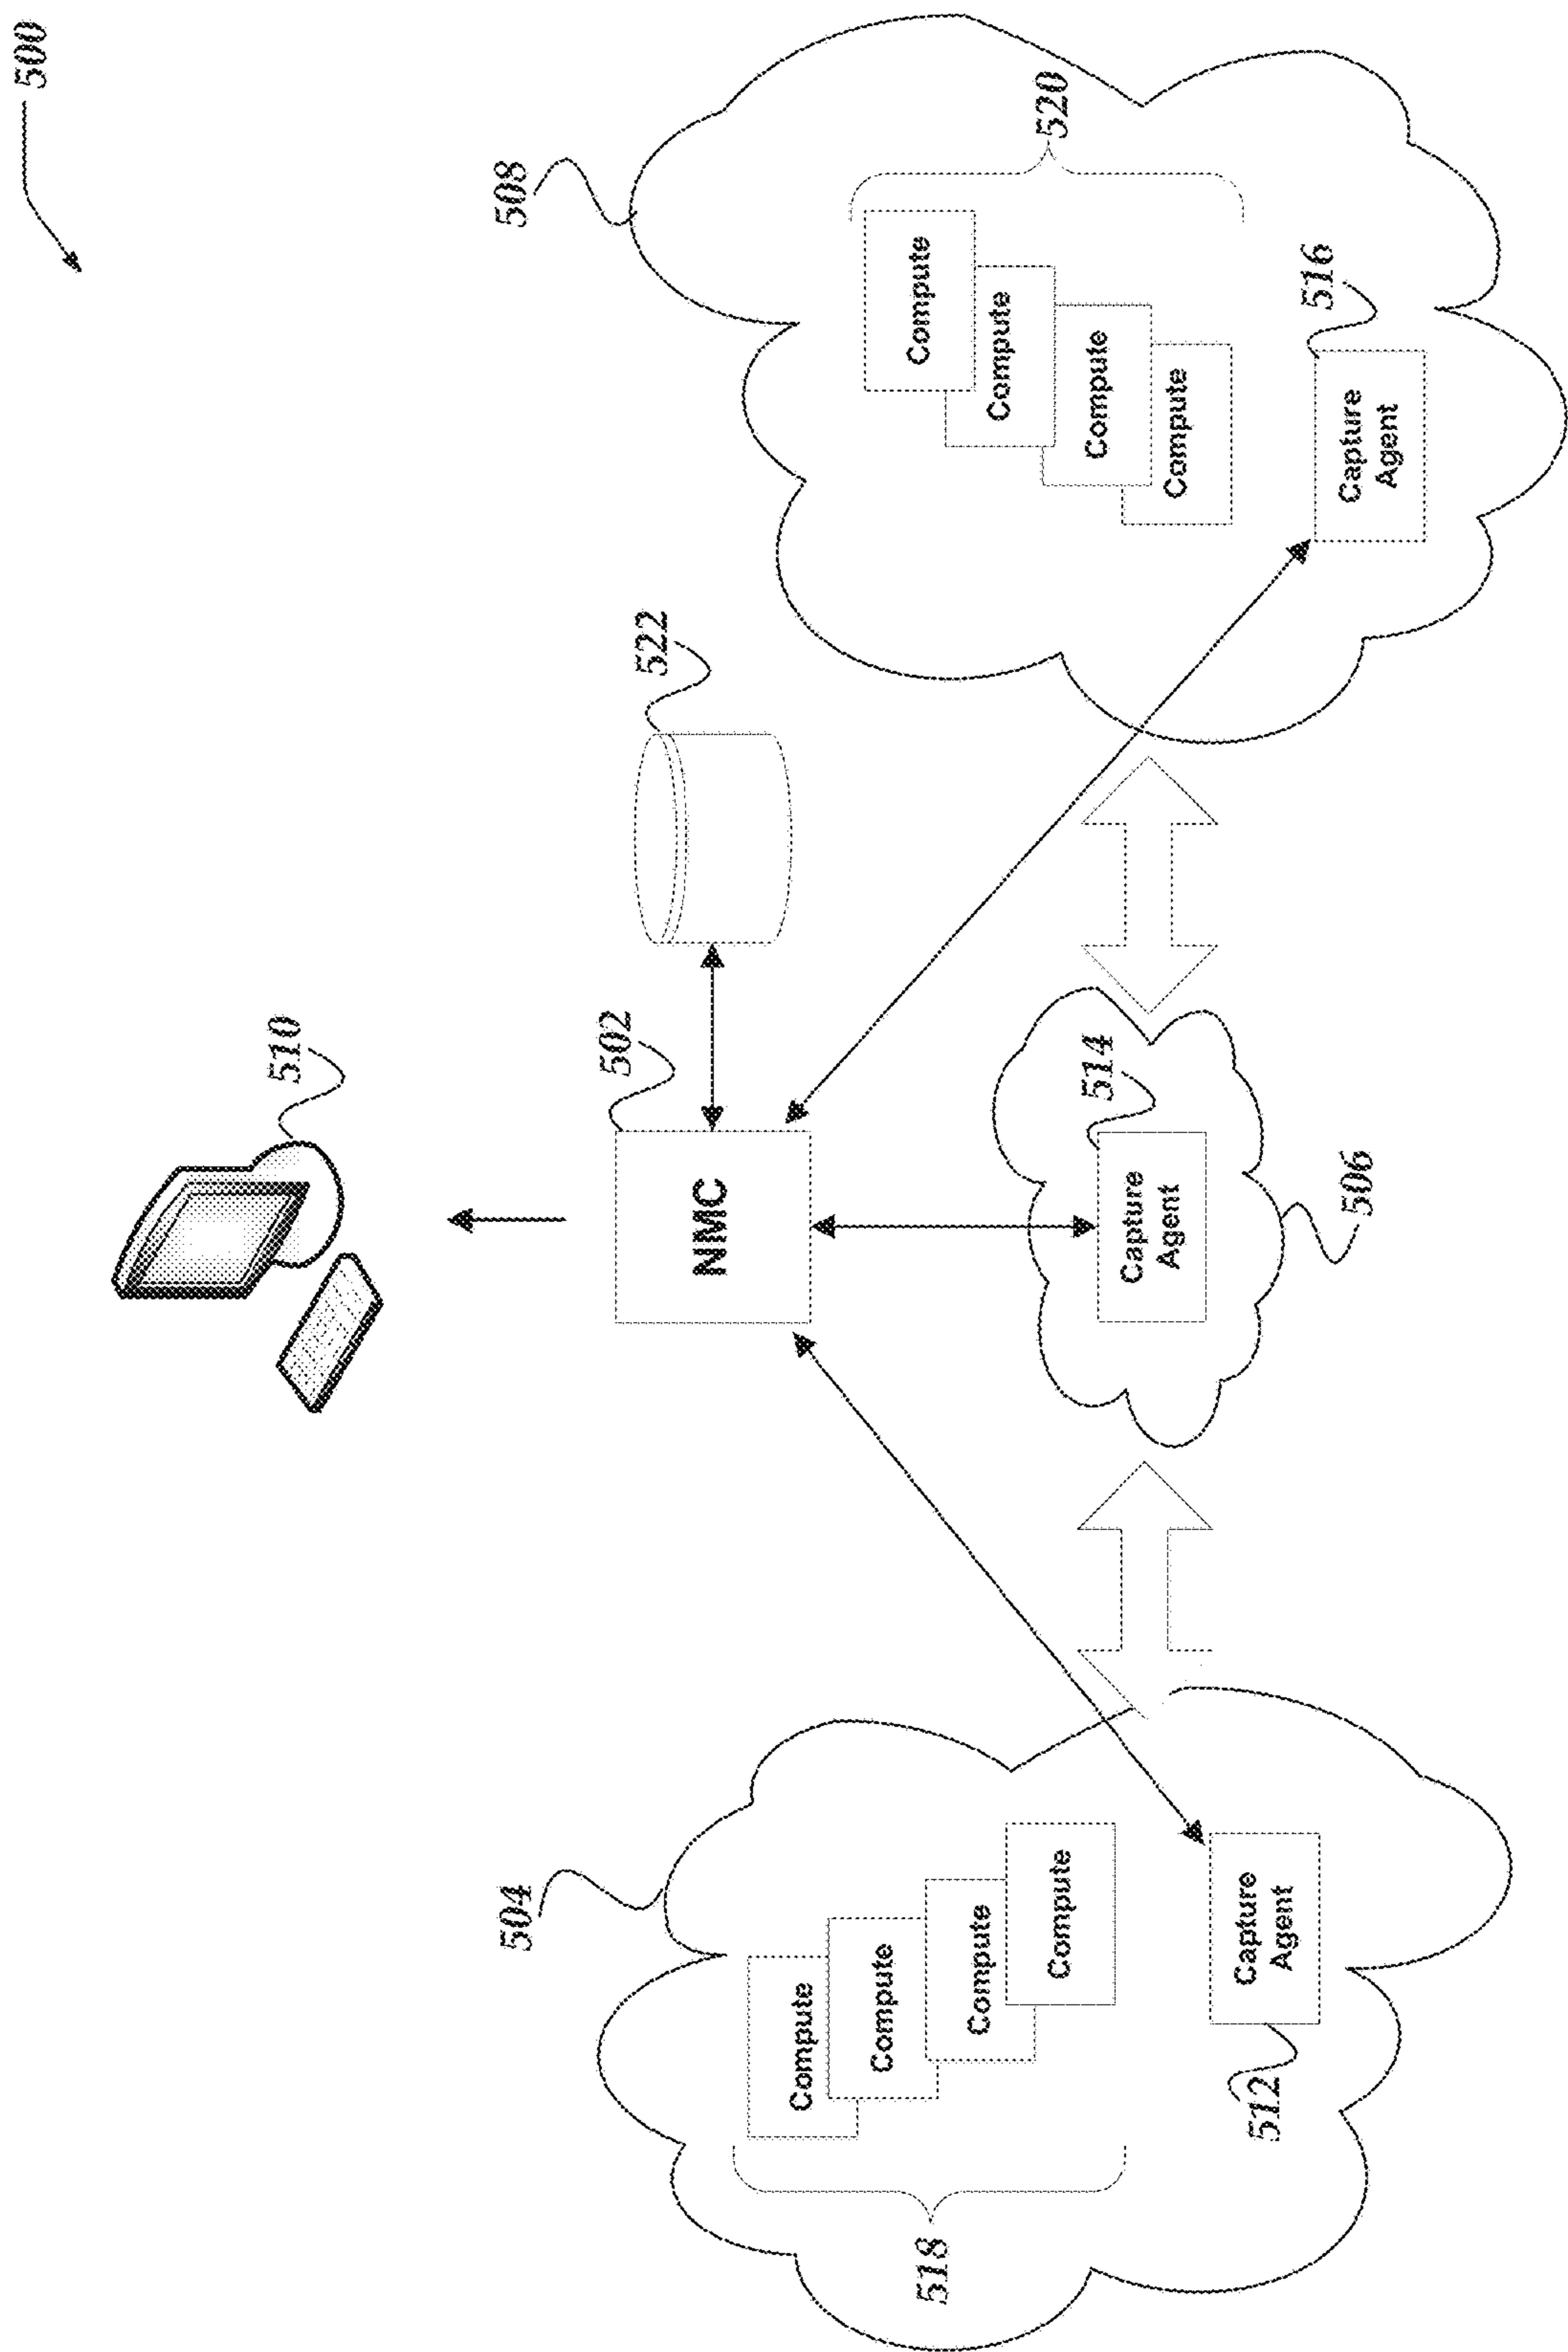 500
510
508
504
502
522
520
Compute
Compute
Compute
Compute
NMC
Compute
Compute
Compute
Compute
518
514
516
Capture
Agent
Capture
Agent
Capture
Agent
512
506